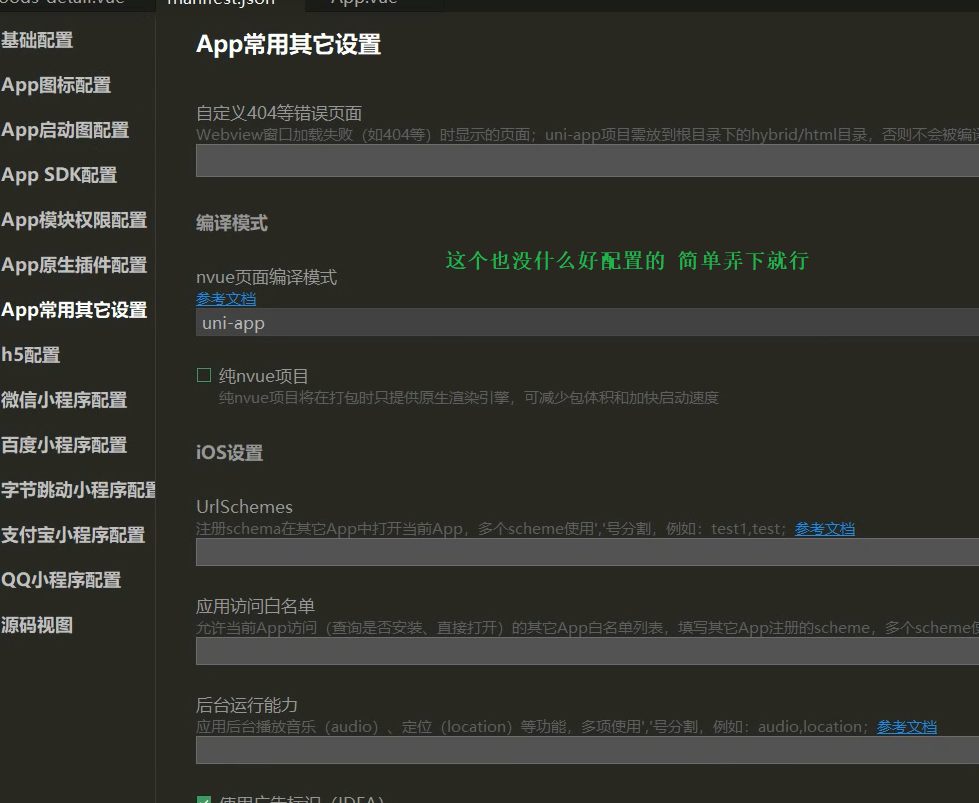 manifest.json
App.vue
基础配置
App图标配置
App启动图配置
App SDK配置
App模块权限配置
App原生插件配置
App常用其它设置
h5配置
微信小程序配置
百度小程序配置
字节跳动小程序配置
支付宝小程序配置
QQ小程序配置
源码视图
App常用其它设置
自定义404等错误页面
Webview窗口加载失败（如404等）时显示的页面；uni-app项目需放到根目录下的hybrid/html目录，否则不会被编译
编译模式
这个也没什么好配置的 简单弄下就行
nvue页面编译模式
参考文档
uni-app
纯nvue项目
纯nvue项目将在打包时只提供原生渲染引擎，可减少包体积和加快启动速度
iOS设置
UrlSchemes
注册schema在其它App中打开当前App，多个scheme使用','号分割，例如：test1,test；参考文档
应用访问白名单
允许当前App访问（查询是否安装、直接打开）的其它App白名单列表，填写其它App注册的scheme，多个scheme使
后台运行能力
应用后台播放音乐（audio）、定位（location）等功能，多项使用','号分割，例如：audio,location；参考文档
使用广告标识（IDFA）